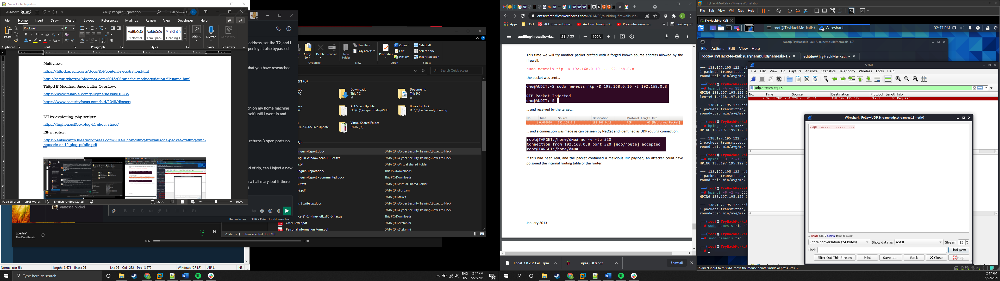 *new 1 - Notepad++
AutoSave Off
Chilly-Penguin-Report.docx
Kell, Shane A
KS
File Home Insert Draw Design Layout References Mailings Review View Developer Help
Rockwell 11
AaBbCcDc AaBbCcDc AaBbCc
¶ Normal ¶ No Spac... Heading 1
Paste
Editing Dictate Sensitivity
Clipboard Font Paragraph Styles Voice Sensitivity
Multiviews:
https://httpd.apache.org/docs/2.4/content-negotiation.html
http://securityhorror.blogspot.com/2015/02/apache-modnegotiation-filename.html
Thttpd If-Modified-Since Buffer Overflow:
https://www.tenable.com/plugins/nessus/10285
https://www.securityfocus.com/bid/1248/discuss
LFI by exploiting .php scripts:
https://highon.coffee/blog/lfi-cheat-sheet/
RIP injection
https://entsecarch.files.wordpress.com/2014/05/auditing-firewalls-via-packet-crafting-with-
nemesis-and-hping-public.pdf
Page 25 of 25 2803 words English (United States) Focus 100%
Vanessa.Nickel
Return to send Shift + Return to add a new line
Loafin'
The Deadbeats
0:17 6:18
Normal text file length : 3,671 lines : 96 Ln : 96 Col : 232 Pos : 3,672 Windows (CR LF) UTF-8 INS
address, set the T2, and I
pening. It also bypassed
what you have researched
on on my home machine
yself until I went in and
returns 3 open ports no
nd of rip, can I inject a new
n a hail mary, but if there
Copy to Delete Rename New folder Properties
New item Easy access
Open Edit History
Select all Select none Invert selection
Organize New Open Select
Search Quick access
ers (8)
Downloads
This PC
Documents
This PC
ASUS Live Update
OS (C:)\ProgramData\ASUS
Boxes to Hack
D...\Cyber Security Training
Virtual Shared Folder
DATA (D:)
C:)...\ASUS Live Update
20)
enguin-Report.docx DATA (D:)\Cyber Security Training\Boxes to Hack
enguin Window Scan 1-1024.txt DATA (D:)\Cyber Security Training\Boxes to Hack
n.txt DATA (D:)\Virtual Shared Folder
enguin-Report.docx This PC\Downloads
enguin-Report - commented.docx This PC\Downloads
out.txt DATA (D:)\Virtual Shared Folder
-2.pdf DATA (D:)\For Jam
DATA (D:)\taxes
os 3 write up.docx DATA (D:)\Cyber Security Training\Boxes to Hack
DATA (D:)\Cyber Security Training\Boxes to Hack
ce-21.0.4-linux.gtk.x86_64.tar.gz This PC\Downloads
Offer Letter.pdf DATA (D:)\Stefanini
Personal Information Form.pdf DATA (D:)\Stefanini
28 items 1 item selected 13.1 MB
Type here to search
ENG
US
2:47 PM
5/22/2021
20
entsecarch.files.wordpress.com/2014/05/auditing-firewalls-via-...
Apps OSU ACE Exercise Librar... Andrew Heming - Y... Plyometric exercise... » Reading list
auditing-firewalls-via... 21 / 23 100%
This time we will try another packet crafted with a forged known source address allowed by the
firewall:
sudo nemesis rip -D 192.168.0.10 -S 192.168.0.8
the packet was sent...
dmu@AUDIT:~$ sudo nemesis rip -D 192.168.0.10 -S 192.168.0.8
RIP Packet Injected
dmu@AUDIT:~$
... and received by the target...
No. Time Source Destination Protocol Length Info
1 0.000000 192.168.0.8 192.168.0.10 RIP 66 [Malformed Packet]
... and a connection was made as can be seen by NetCat and identified as UDP routing connection:
root@TARGET:/home/dmu# nc -v -lu 520
Connection from 192.168.0.8 port 520 [udp/route] accepted
root@TARGET:/home/dmu#
If this had been real, and the packet contained a malicious RIP payload, an attacker could have
poisoned the internal routing table of the router.
January 2013
libnet-1.0.2-2.1.el....rpm irpas_0.8.tar.gz Show all
TryHackMe-Kali - VMware Workstation
File Edit View VM Tabs Help
TryHackMe-Kali
root@TryHackMe-kali: /... Wireshark 02:47 PM
root@TryHackMe-kali: /usr/nembuild/nemesis-1.7
File Actions Edit View Help
root@TryHackMe-kali: /usr/nembuild/nemesis-1.7 edible@TryHackMe-kali: ~
--- 138.197.195.122 hpi
1 packets transmitted,
round-trip min/avg/max
hping3 -A -s 5555
HPING 138.197.195.122 (
len=46 ip=138.197.195.1
--- 138.197.195.122 hpi
1 packets transmitted,
round-trip min/avg/max
hping3 -2 -s 5555
HPING 138.197.195.122 (
--- 138.197.195.122 hpi
1 packets transmitted,
round-trip min/avg/max
hping3 -U -2 -s 555
HPING 138.197.195.122 (
--- 138.197.195.122 hpi
1 packets transmitted,
round-trip min/avg/max
hping3 -P -2 -s 555
HPING 138.197.195.122 (
--- 138.197.195.122 hpi
1 packets transmitted,
round-trip min/avg/max
sudo nemesis rip -D
sudo nemesis rip -D
*eth0
File Edit View Go Capture Analyze Statistics Telephony Wireless Tools Help
udp.stream eq 13
No. Time Source Destination Protocol Length Info
89 398.873815234 228.238.61.41 138.197.195.122 RIPv2 66 Request
Wireshark · Follow UDP Stream (udp.stream eq 13) · eth0
..@H..C.... ............
1 client pkt, 0 server pkts, 0 turns.
Entire conversation (24 bytes) Show data as ASCII Stream 13
Find: Find Next
Filter Out This Stream Print Save as... Back Close Help
To direct input to this VM, move the mouse pointer inside or press Ctrl+G.
2:47 PM
5/22/2021